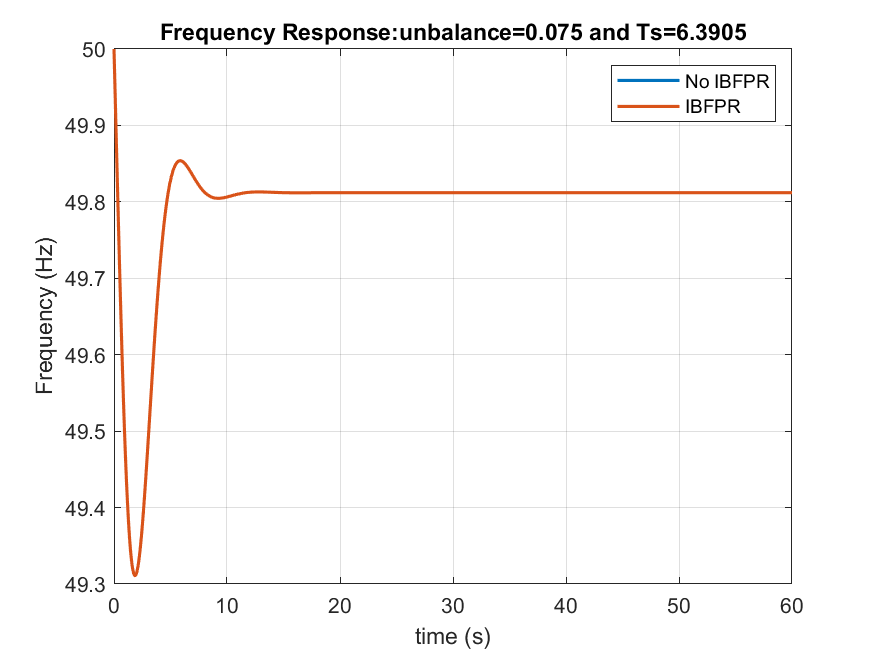 Frequency Response:unbalance=0.075 and Ts=6.3905
No IBFPR
IBFPR
Frequency (Hz)
50
49.9
49.8
49.7
49.6
49.5
49.4
49.3
0 10 20 30 40 50 60
time (s)